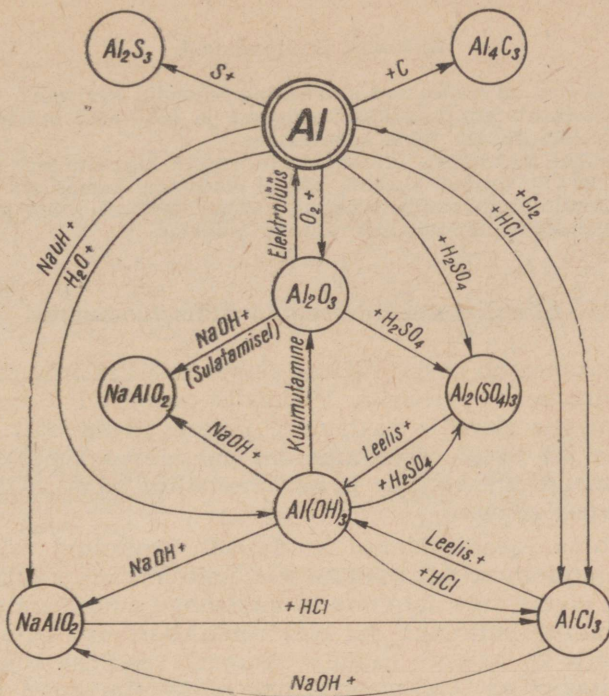 Al₂S₃
Al₄C₃
S+
+C
Al
NaOH+
H₂O+
Elektrolüüs
O₂+
+H₂SO₄
+HCl
+Cl₂
Al₂O₃
NaOH+
(Sulatamisel)
+H₂SO₄
NaAlO₂
Kuumutamine
Al₂(SO₄)₃
NaOH+
Leelis+
+H₂SO₄
Al(OH)₃
NaOH+
Leelis.+
+HCl
NaAlO₂
+HCl
AlCl₃
NaOH+